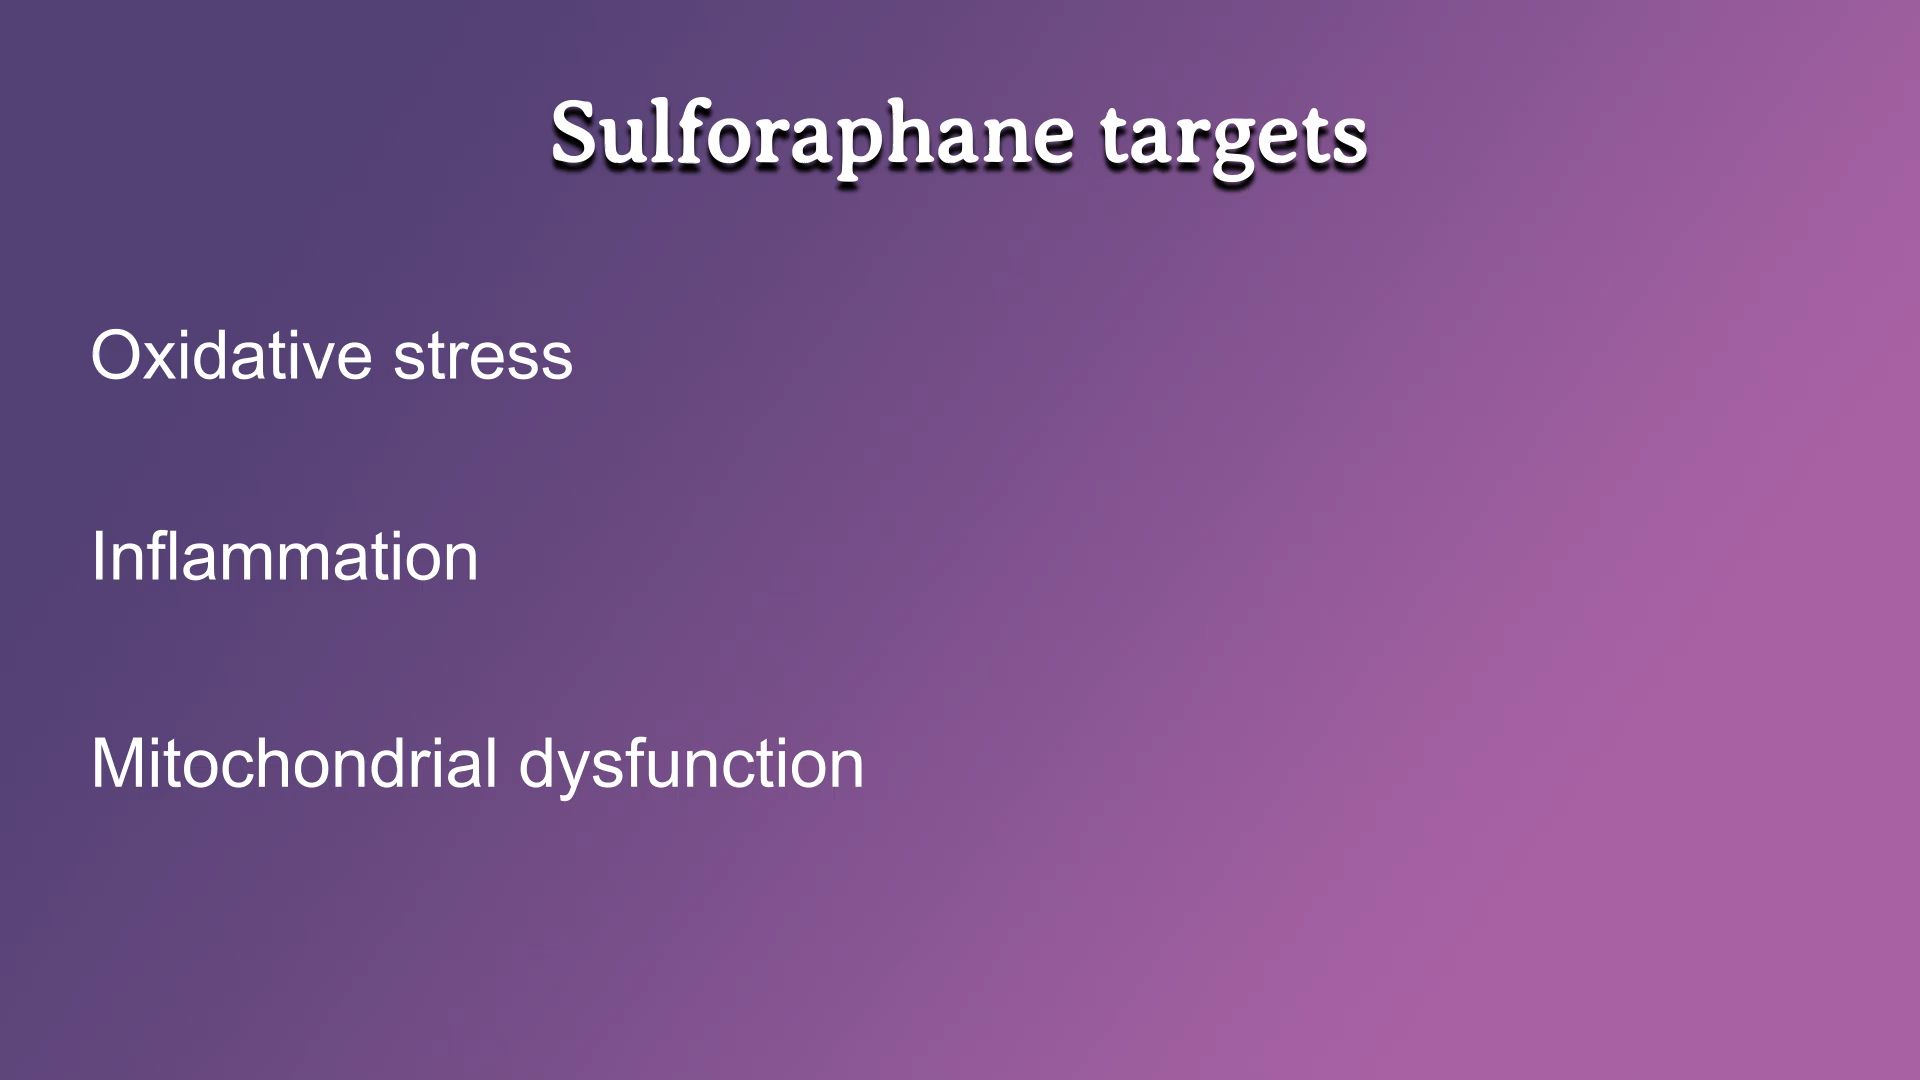 Sulforaphane targets
Oxidative stress
Inflammation
Mitochondrial dysfunction